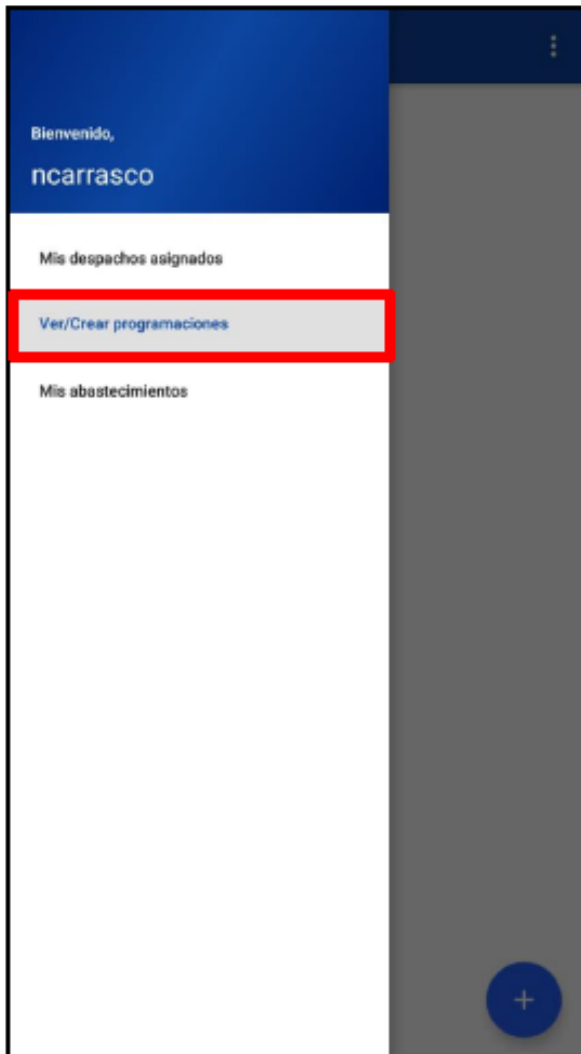 Bienvenido,
ncarrasco
Mis despachos asignados
Ver/Crear programaciones
Mis abastecimientos